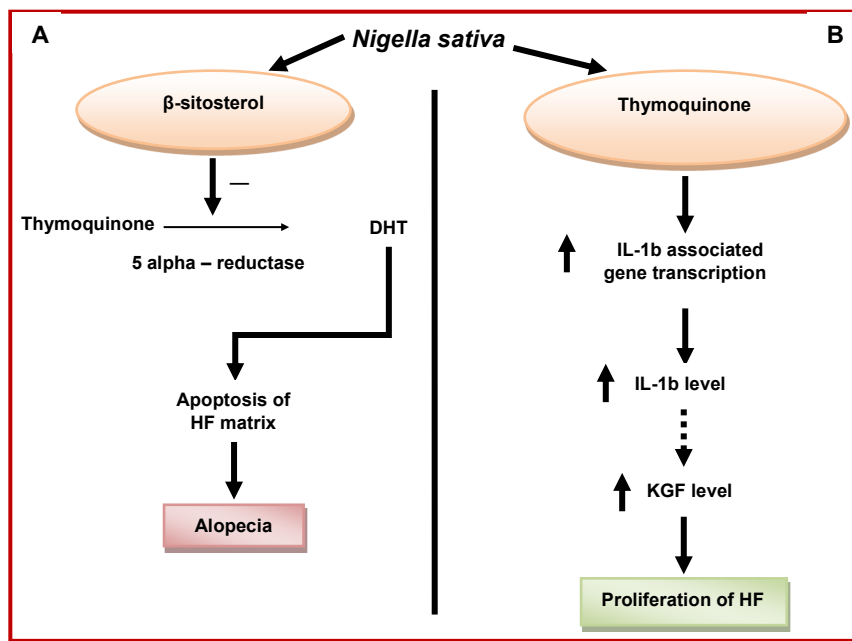 A
Nigella sativa
B
β-sitosterol
—
Thymoquinone
DHT
5 alpha – reductase
Apoptosis of
HF matrix
Alopecia
Thymoquinone
IL-1b associated
gene transcription
IL-1b level
KGF level
Proliferation of HF